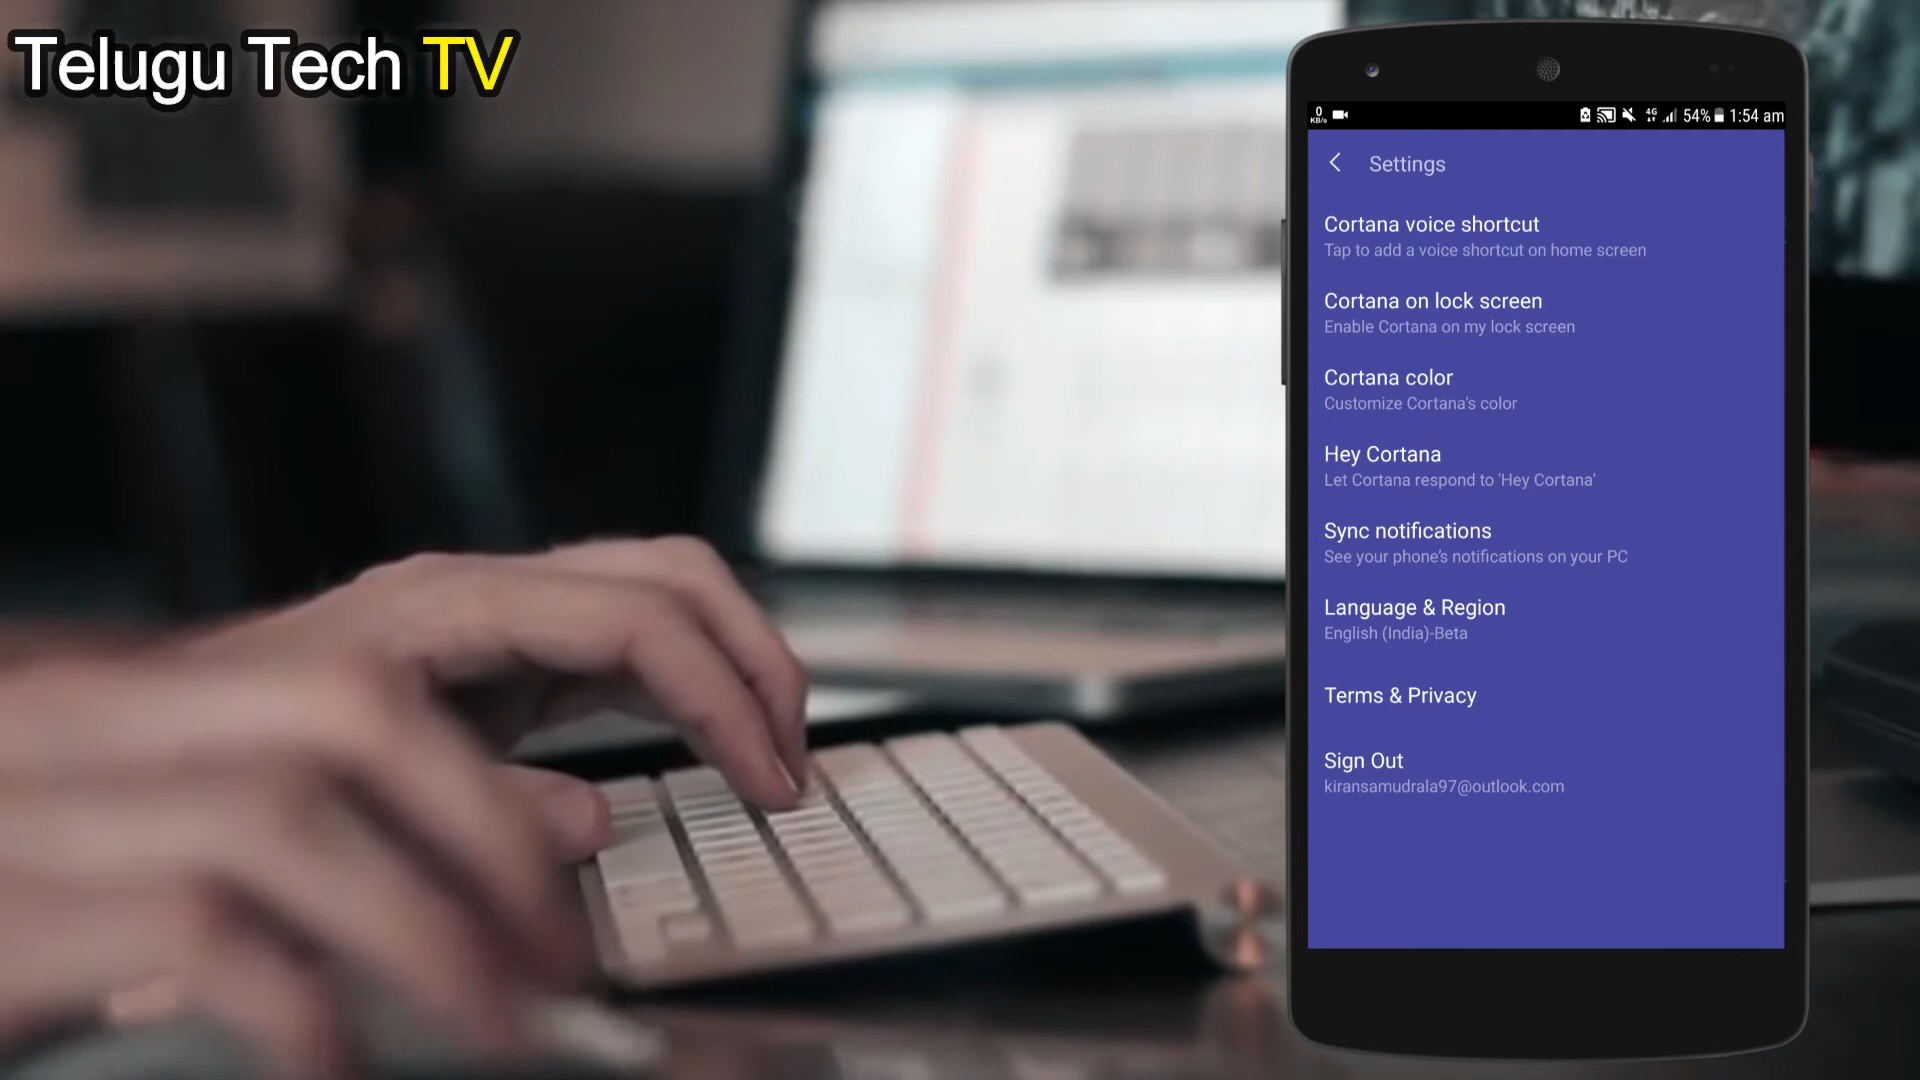 Telugu Tech TV
0
KB/s
4G 54% 1:54 am
Settings
Cortana voice shortcut
Tap to add a voice shortcut on home screen
Cortana on lock screen
Enable Cortana on my lock screen
Cortana color
Customize Cortana's color
Hey Cortana
Let Cortana respond to 'Hey Cortana'
Sync notifications
See your phone's notifications on your PC
Language & Region
English (India)-Beta
Terms & Privacy
Sign Out
kiransamudrala97@outlook.com